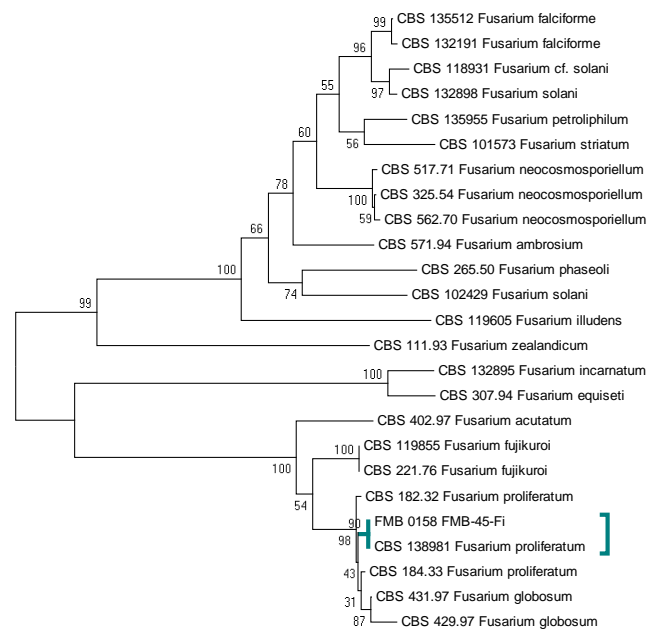 99
CBS 135512 Fusarium falciforme
96
CBS 132191 Fusarium falciforme
CBS 118931 Fusarium cf. solani
55
97
CBS 132898 Fusarium solani
CBS 135955 Fusarium petroliphilum
60
56
CBS 101573 Fusarium striatum
CBS 517.71 Fusarium neocosmosporiellum
78
100
CBS 325.54 Fusarium neocosmosporiellum
59
CBS 562.70 Fusarium neocosmosporiellum
66
CBS 571.94 Fusarium ambrosium
100
CBS 265.50 Fusarium phaseoli
74
CBS 102429 Fusarium solani
99
CBS 119605 Fusarium illudens
CBS 111.93 Fusarium zealandicum
100
CBS 132895 Fusarium incarnatum
CBS 307.94 Fusarium equiseti
CBS 402.97 Fusarium acutatum
100
CBS 119855 Fusarium fujikuroi
100
CBS 221.76 Fusarium fujikuroi
54
CBS 182.32 Fusarium proliferatum
90
FMB 0158 FMB-45-Fi
98
CBS 138981 Fusarium proliferatum
43
CBS 184.33 Fusarium proliferatum
31
CBS 431.97 Fusarium globosum
87
CBS 429.97 Fusarium globosum